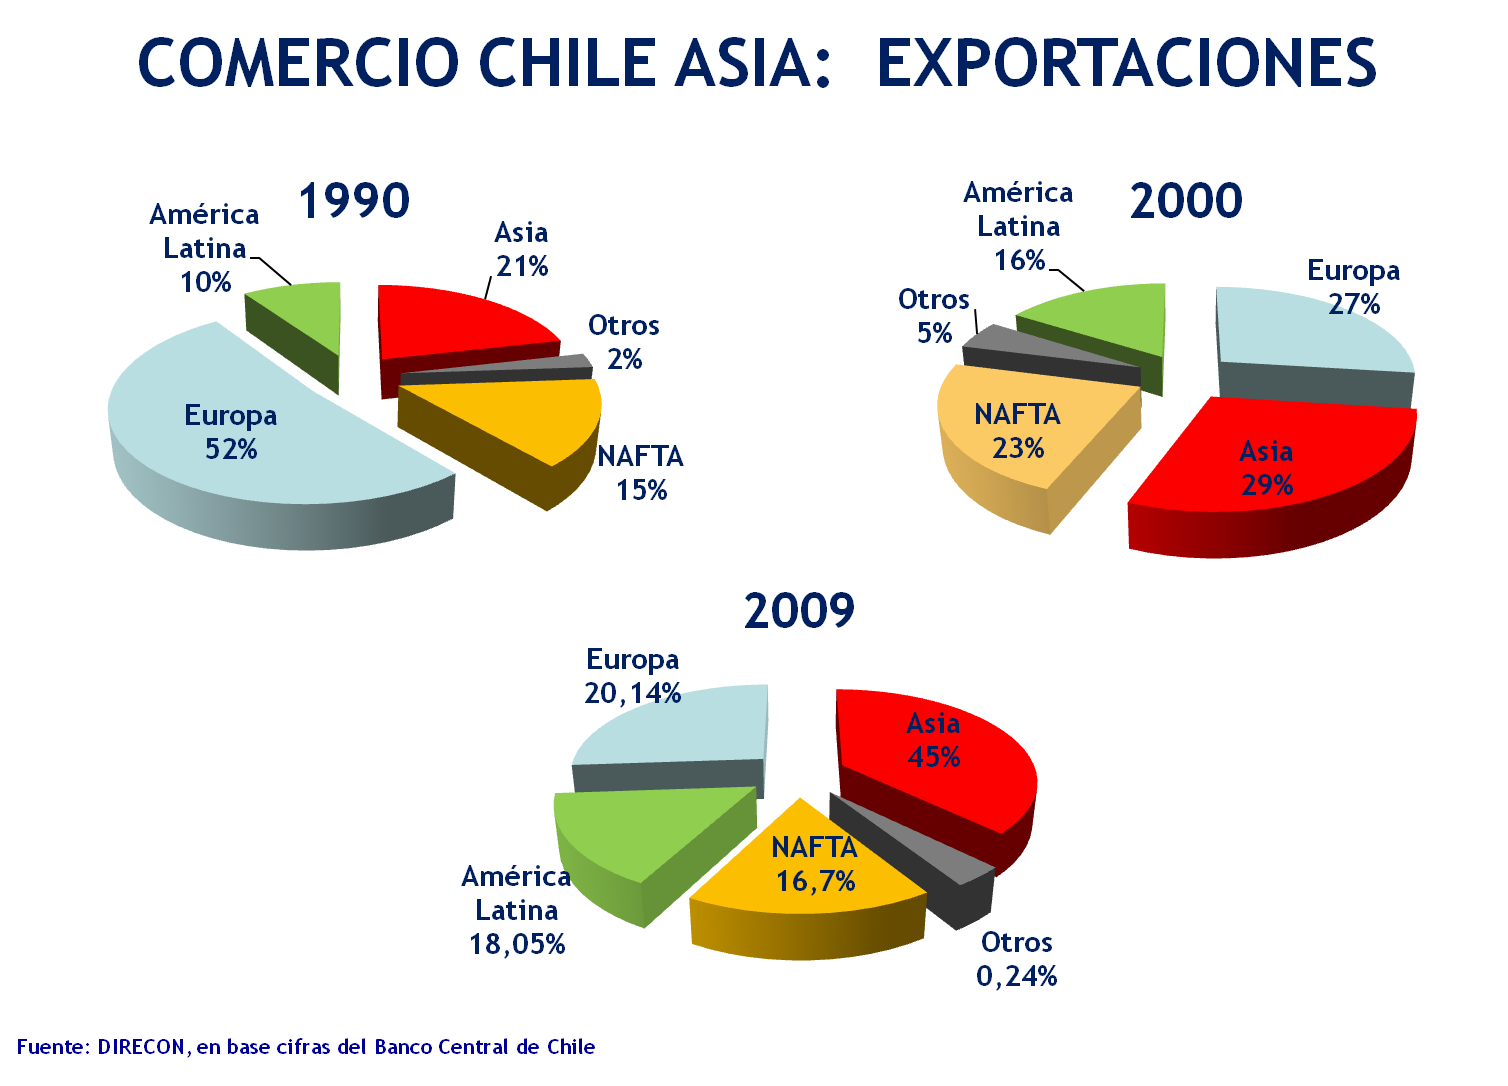 COMERCIO CHILE ASIA: EXPORTACIONES
1990
América
Latina
10%
Asia
21%
Otros
2%
Europa
52%
NAFTA
15%
2000
América
Latina
16%
Europa
27%
Otros
5%
NAFTA
23%
Asia
29%
2009
Europa
20,14%
Asia
45%
NAFTA
16,7%
América
Latina
18,05%
Otros
0,24%
Fuente: DIRECON, en base cifras del Banco Central de Chile